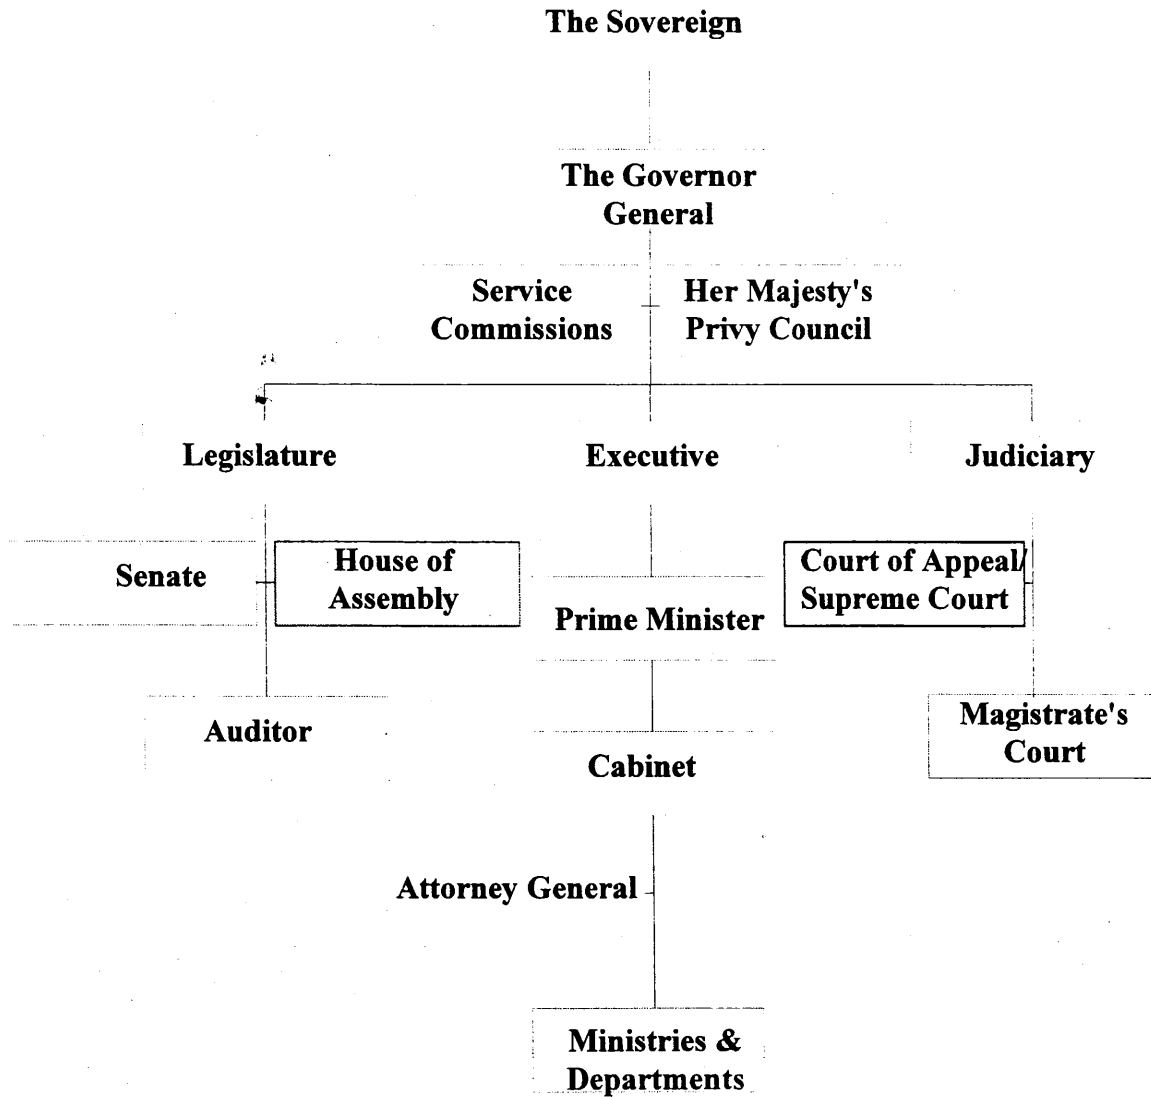 The Sovereign
The Governor
General
Service
Commissions
Her Majesty's
Privy Council
Legislature
Executive
Judiciary
Senate
House of
Assembly
Prime Minister
Court of Appeal/
Supreme Court
Auditor
Cabinet
Magistrate's
Court
Attorney General
Ministries &
Departments